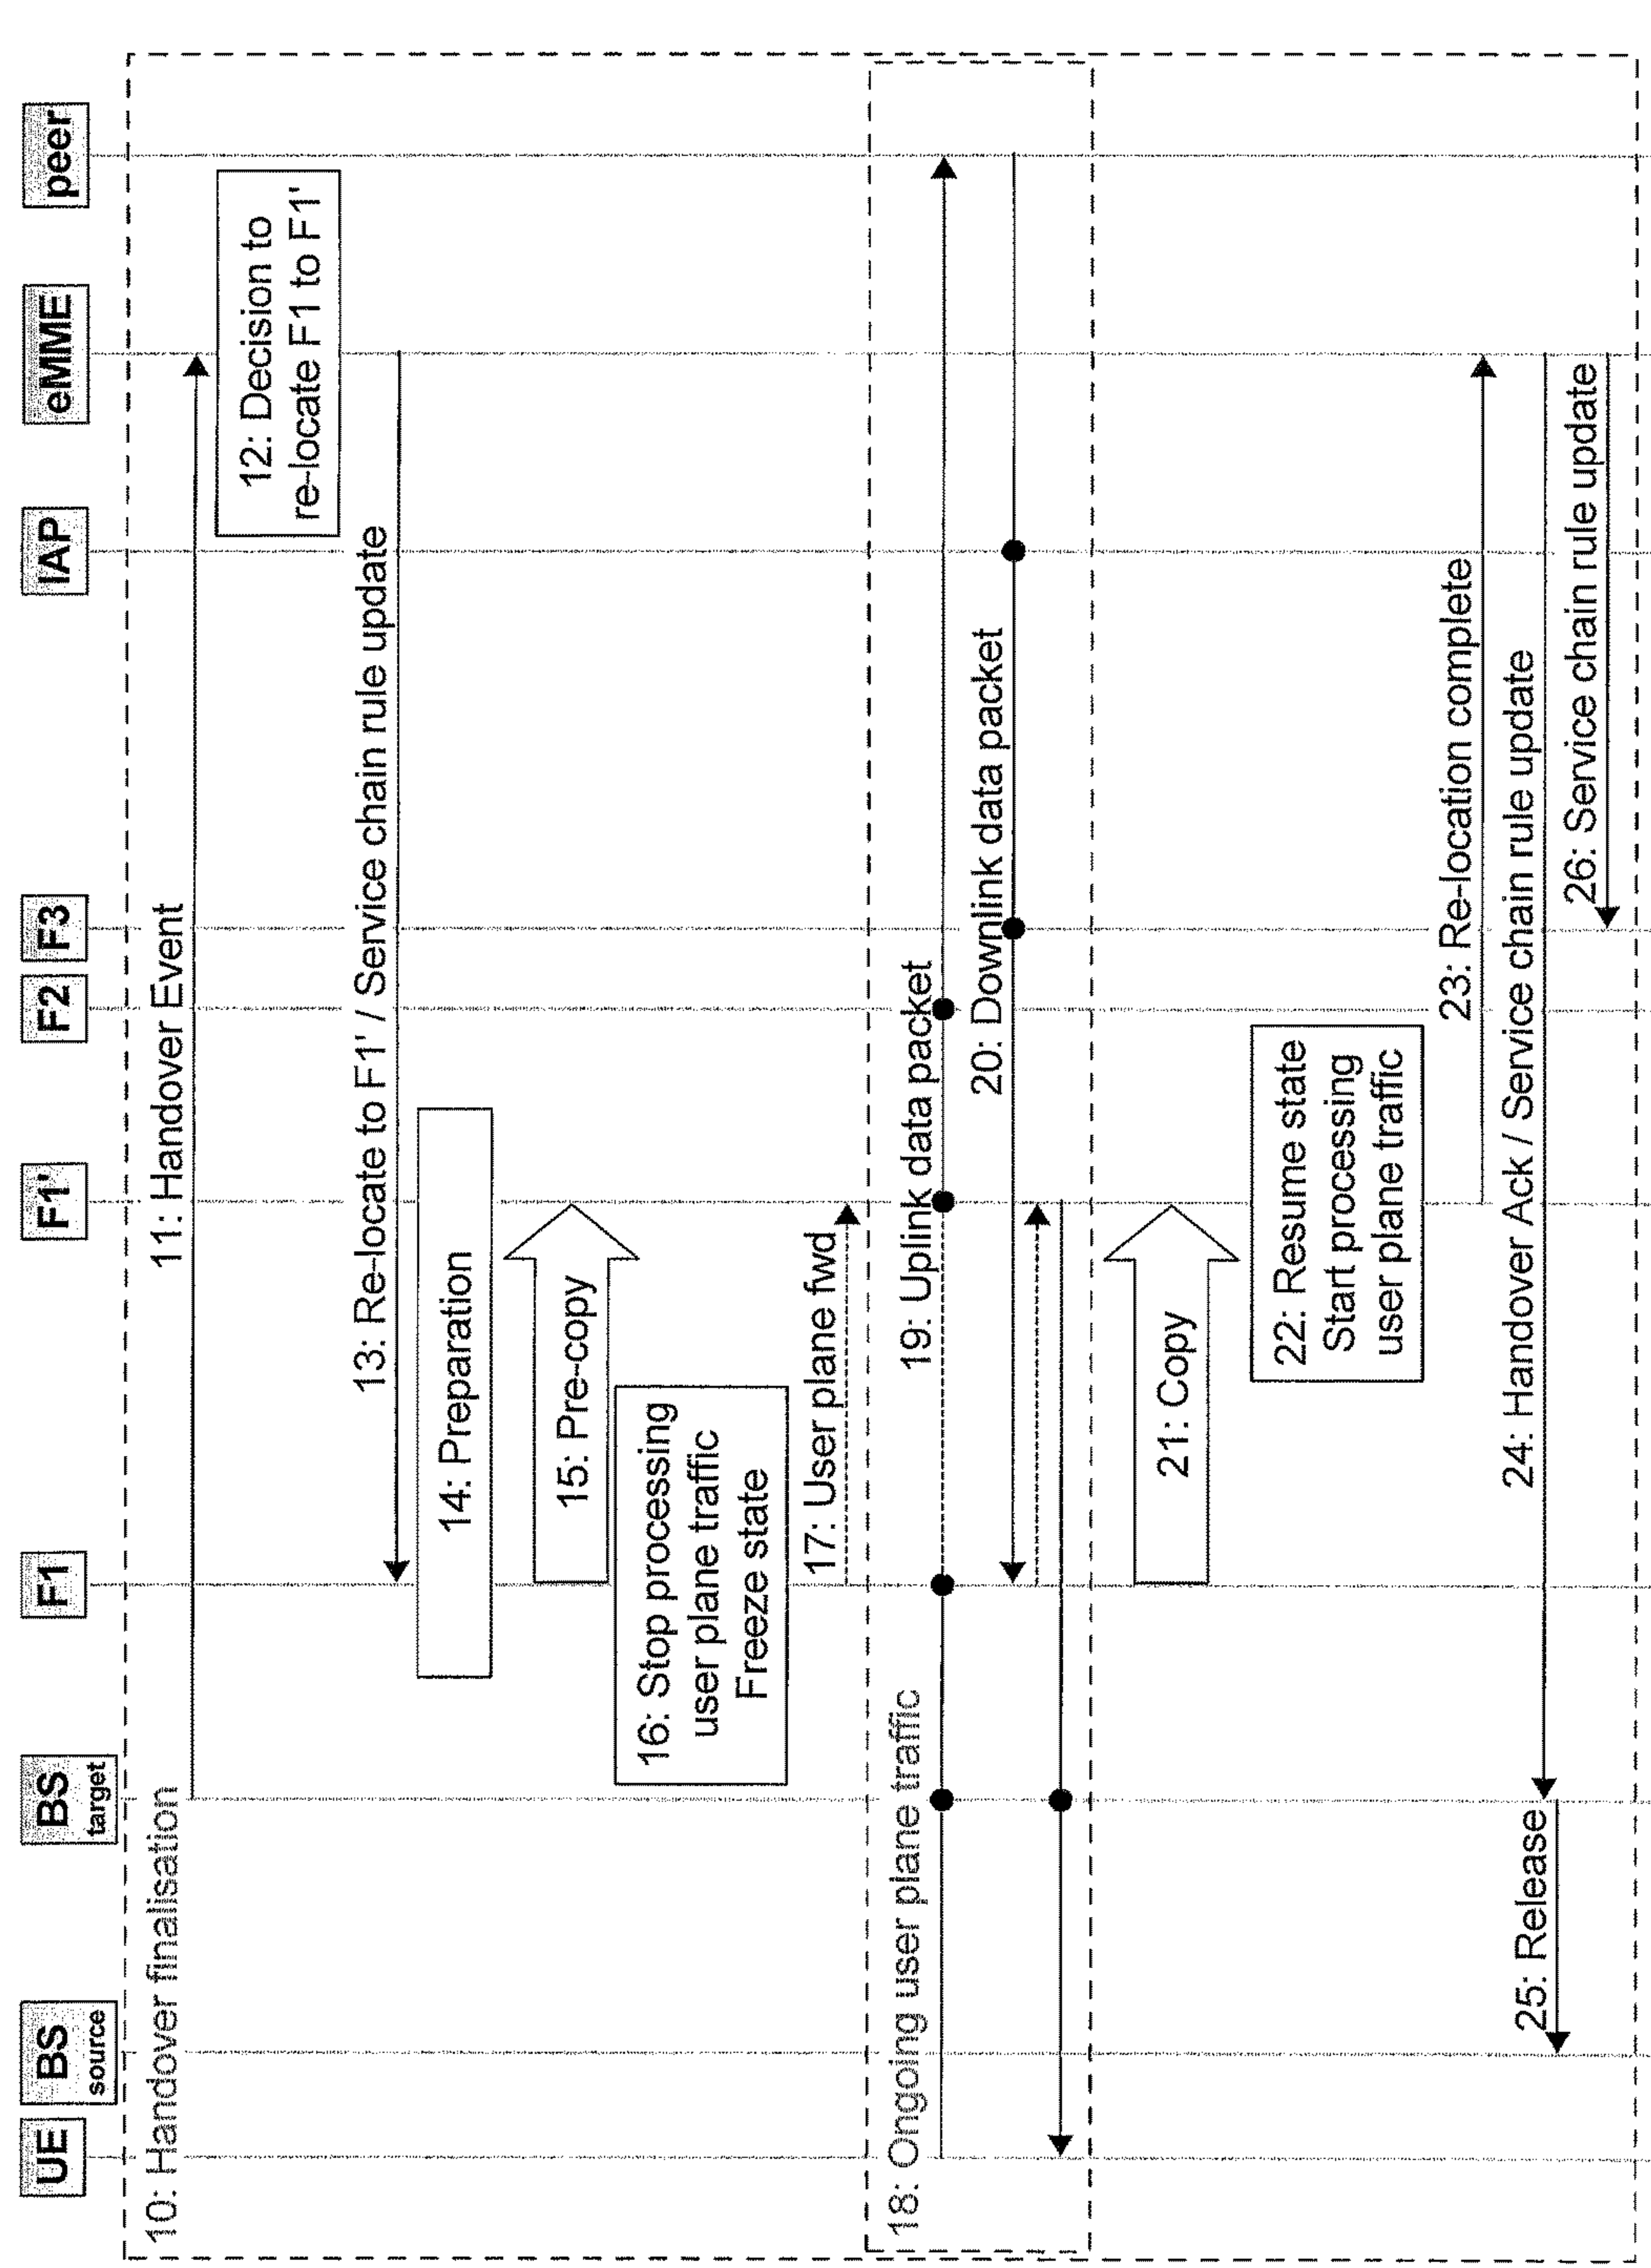 UE
BS
source
BS
target
F1
F1'
F2
F3
IAP
eMME
peer
10: Handover finalisation
11: Handover Event
12: Decision to
re-locate F1 to F1'
13: Re-locate to F1' / Service chain rule update
14: Preparation
15: Pre-copy
16: Stop processing
user plane traffic
Freeze state
17: User plane fwd
18: Ongoing user plane traffic
19: Uplink data packet
20: Downlink data packet
21: Copy
22: Resume state
Start processing
user plane traffic
23: Re-location complete
24: Handover Ack / Service chain rule update
25: Release
26: Service chain rule update